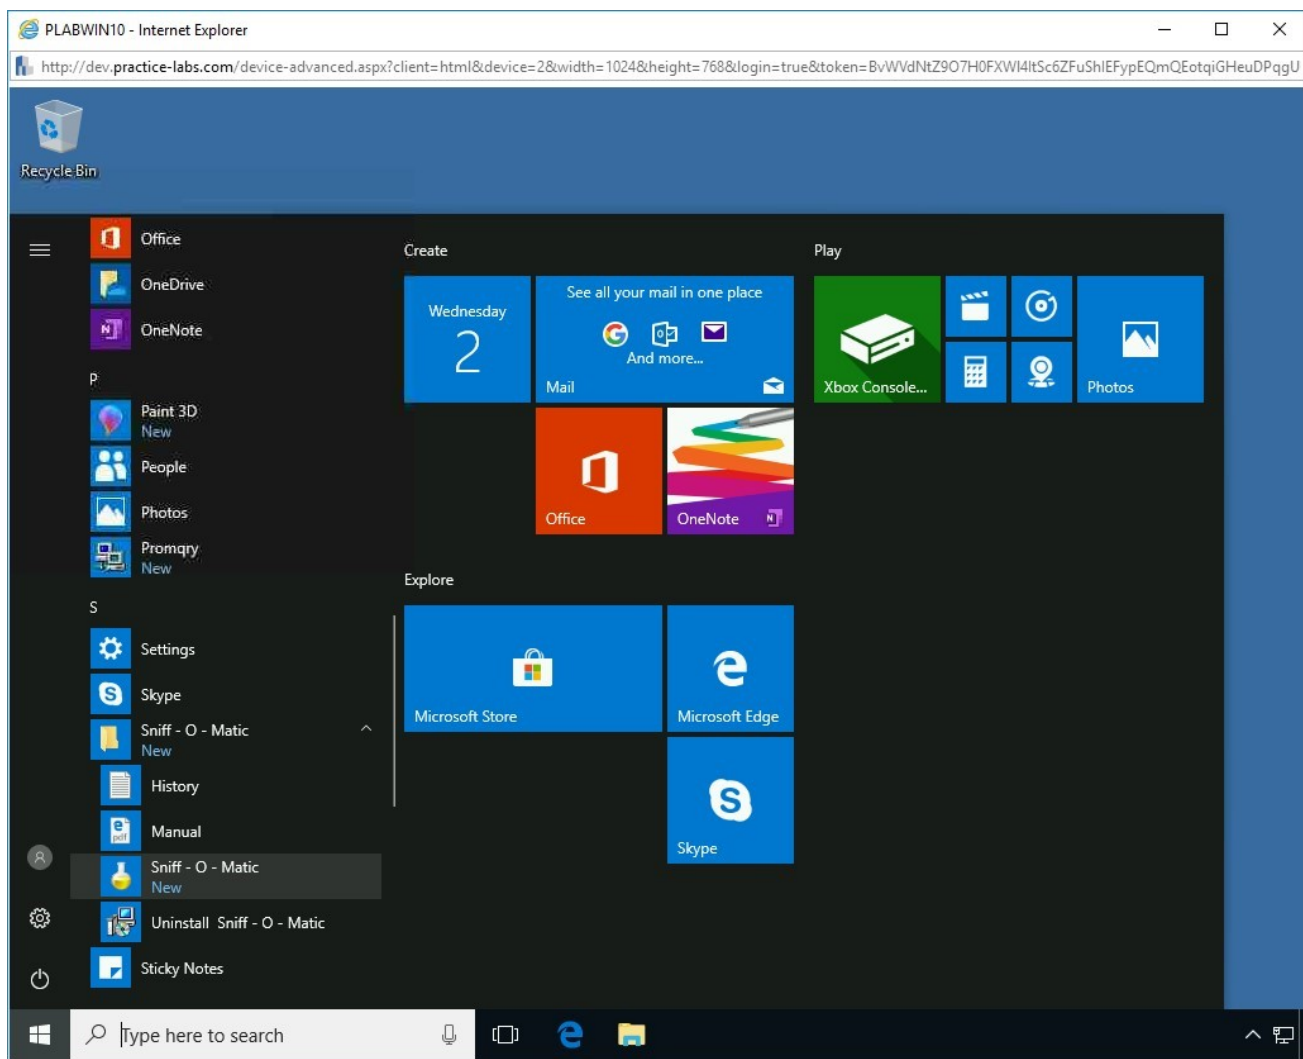 PLABWIN10 - Internet Explorer
http://dev.practice-labs.com/device-advanced.aspx?client=html&device=2&width=1024&height=768&login=true&token=BvWVdNtZ9O7H0FXWI4ItSc6ZFuShIEFypEQmQEotqiGHeuDPqgU
Recycle Bin
Office
OneDrive
OneNote
P
Paint 3D
New
People
Photos
Promqry
New
S
Settings
Skype
Sniff - O - Matic
New
History
Manual
Sniff - O - Matic
New
Uninstall Sniff - O - Matic
Sticky Notes
Create
Wednesday
2
See all your mail in one place
And more...
Mail
Office
OneNote
Explore
Microsoft Store
Microsoft Edge
Skype
Play
Xbox Console...
Photos
Type here to search